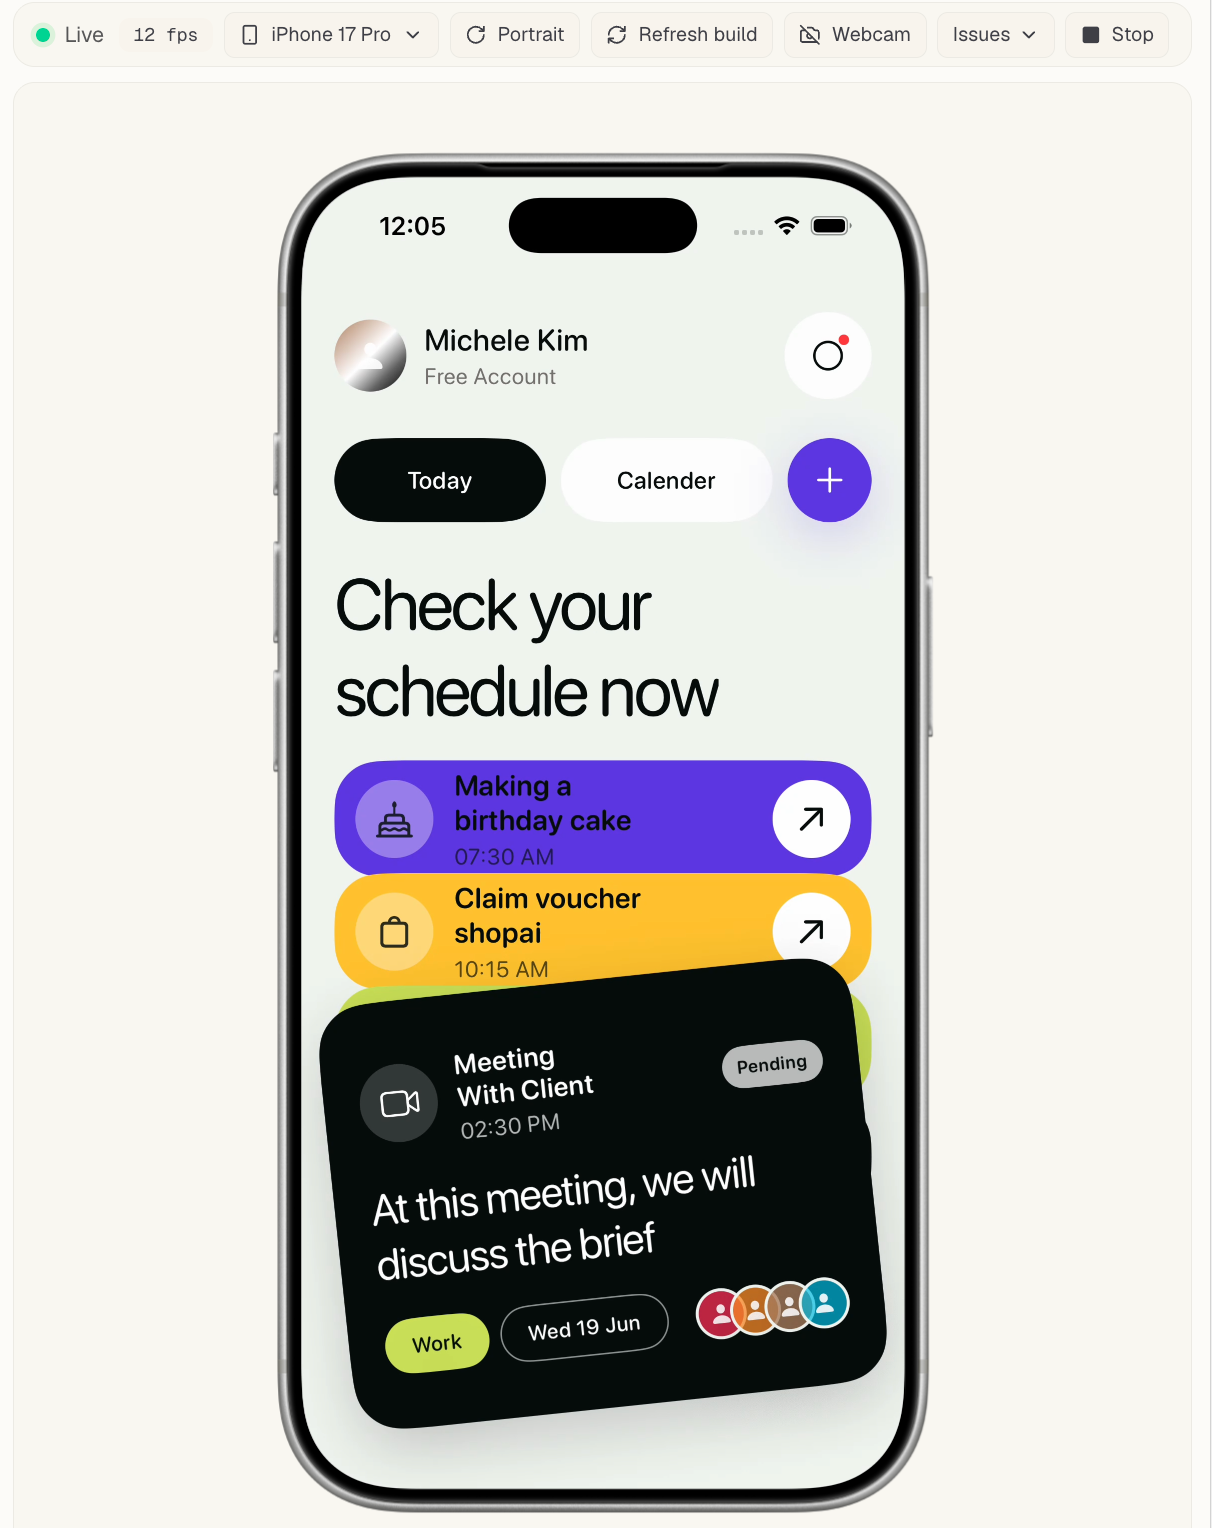 Live 12 fps iPhone 17 Pro Portrait Refresh build Webcam Issues Stop
12:05
Michele Kim
Free Account
Today Calender
Check your
schedule now
Making a
birthday cake
07:30 AM
Claim voucher
shopai
10:15 AM
Meeting
With Client
02:30 PM
Pending
At this meeting, we will
discuss the brief
Work Wed 19 Jun